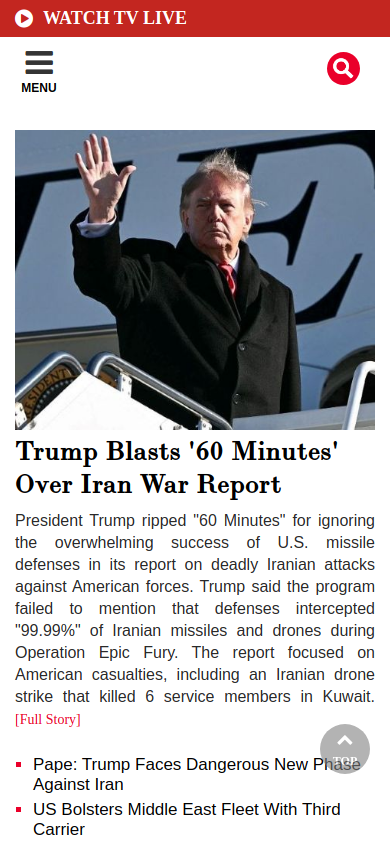 WATCH TV LIVE
MENU
PRESIDENT
Trump Blasts '60 Minutes'
Over Iran War Report
President Trump ripped "60 Minutes" for ignoring
the overwhelming success of U.S. missile
defenses in its report on deadly Iranian attacks
against American forces. Trump said the program
failed to mention that defenses intercepted
"99.99%" of Iranian missiles and drones during
Operation Epic Fury. The report focused on
American casualties, including an Iranian drone
strike that killed 6 service members in Kuwait.
[Full Story]
TOP
Pape: Trump Faces Dangerous New Phase
Against Iran
US Bolsters Middle East Fleet With Third
Carrier